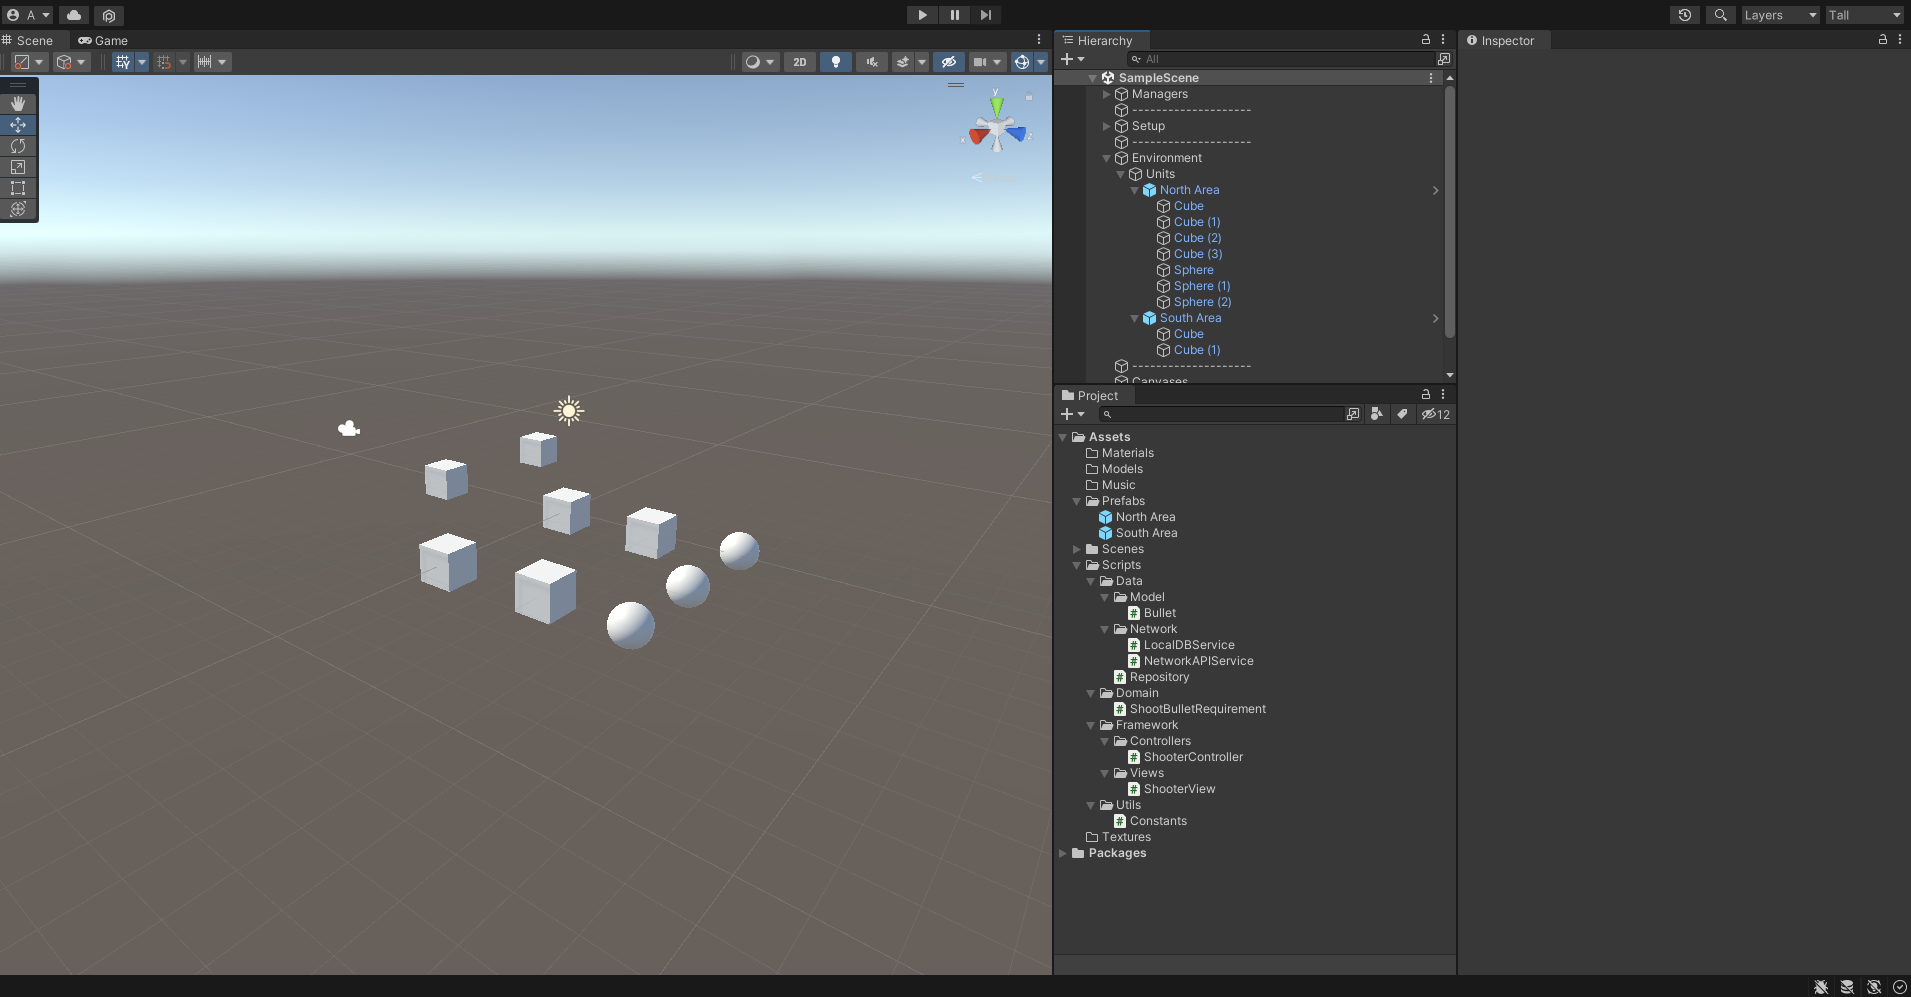 A
Layers
Tall
Scene
Game
2D
y
x
z
Hierarchy
All
SampleScene
Managers
--------------------
Setup
--------------------
Environment
Units
North Area
Cube
Cube (1)
Cube (2)
Cube (3)
Sphere
Sphere (1)
Sphere (2)
South Area
Cube
Cube (1)
--------------------
Canvases
Project
12
Assets
Materials
Models
Music
Prefabs
North Area
South Area
Scenes
Scripts
Data
Model
Bullet
Network
LocalDBService
NetworkAPIService
Repository
Domain
ShootBulletRequirement
Framework
Controllers
ShooterController
Views
ShooterView
Utils
Constants
Textures
Packages
Inspector